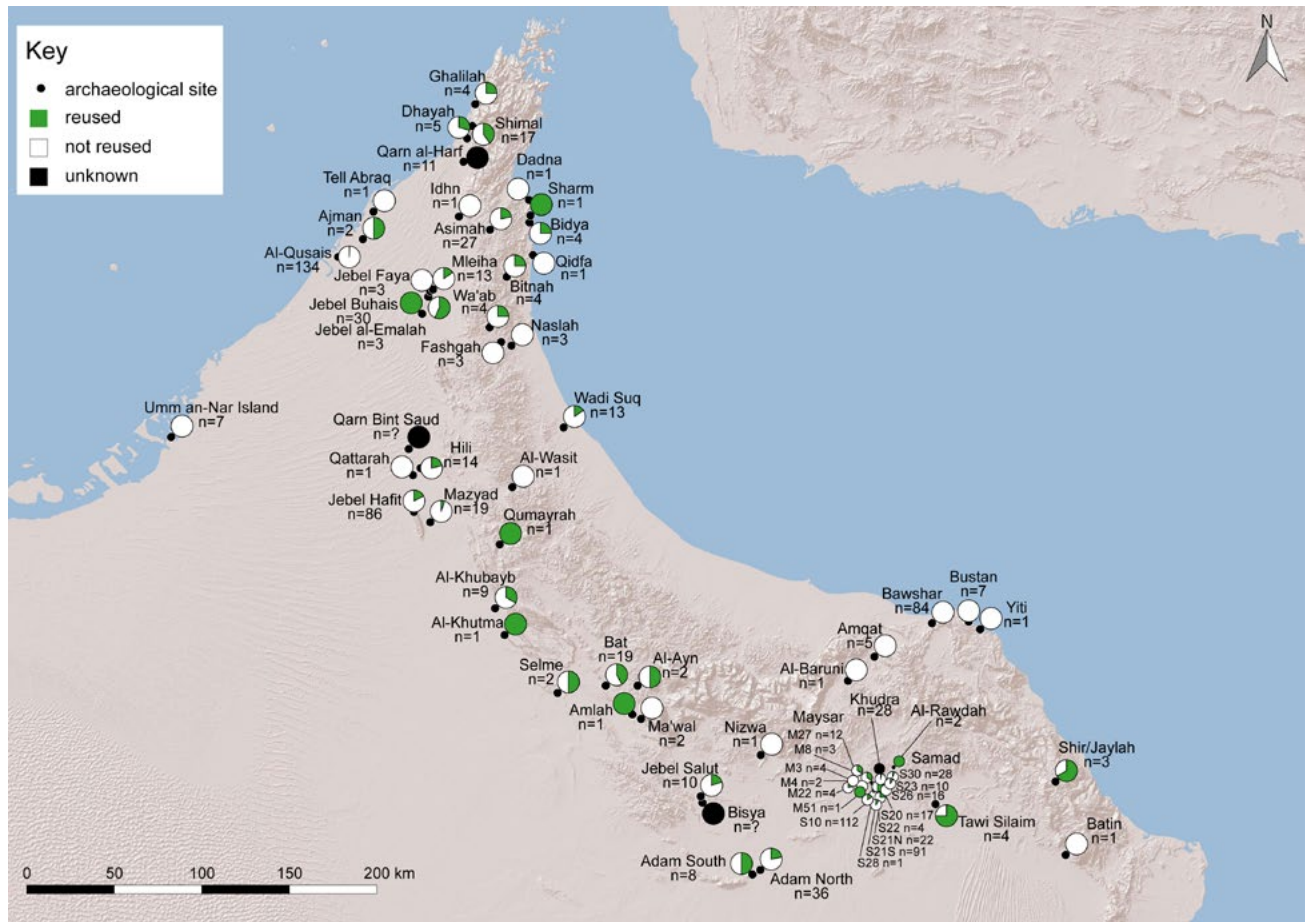 Key
archaeological site
reused
not reused
unknown
N
Ghalilah
n=4
Dhayah
n=5
Shimal
n=17
Qarn al-Harf
n=11
Dadna
n=1
Tell Abraq
n=1
Idhn
n=1
Sharm
n=1
Ajman
n=2
Asimah
n=27
Bidya
n=4
Al-Qusais
n=134
Mleiha
n=13
Qidfa
n=1
Jebel Faya
n=3
Bitnah
n=4
Jebel Buhais
n=30
Wa'ab
n=4
Jebel al-Emalah
n=3
Naslah
n=3
Fashgah
n=3
Umm an-Nar Island
n=7
Wadi Suq
n=13
Qarn Bint Saud
n=?
Hili
n=14
Qattarah
n=1
Al-Wasit
n=1
Jebel Hafit
n=86
Mazyad
n=19
Qumayrah
n=1
Al-Khubayb
n=9
Al-Khutma
n=1
Bustan
n=7
Bawshar
n=84
Yiti
n=1
Amqat
n=5
Bat
n=19
Al-Ayn
n=2
Al-Baruni
n=1
Selme
n=2
Khudra
n=28
Al-Rawdah
n=2
Amlah
n=1
Ma'wal
n=2
Nizwa
n=1
Maysar
M27 n=12
M8 n=3
M3 n=4
M4 n=2
M22 n=4
M51 n=1
S10 n=112
Samad
S30 n=28
S23 n=10
S26 n=16
S20 n=17
S22 n=4
S21N n=22
S21S n=91
S28 n=1
Shir/Jaylah
n=3
Jebel Salut
n=10
Bisya
n=?
Tawi Silaim
n=4
Batin
n=1
Adam South
n=8
Adam North
n=36
0 50 100 150 200 km